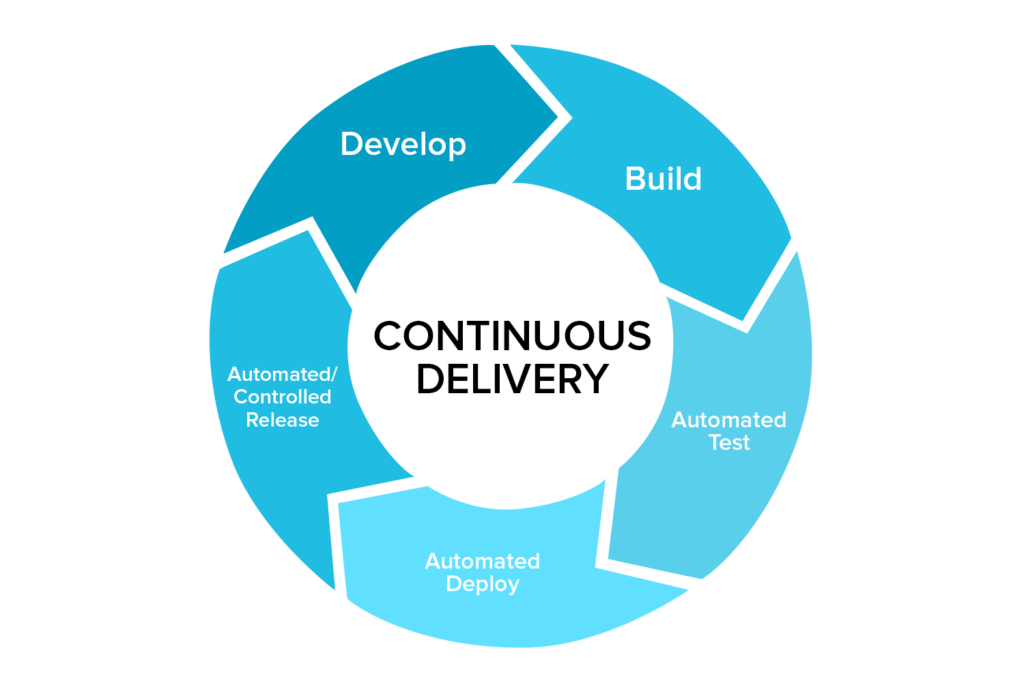 Develop
Build
CONTINUOUS
DELIVERY
Automated
Test
Automated
Deploy
Automated/
Controlled
Release